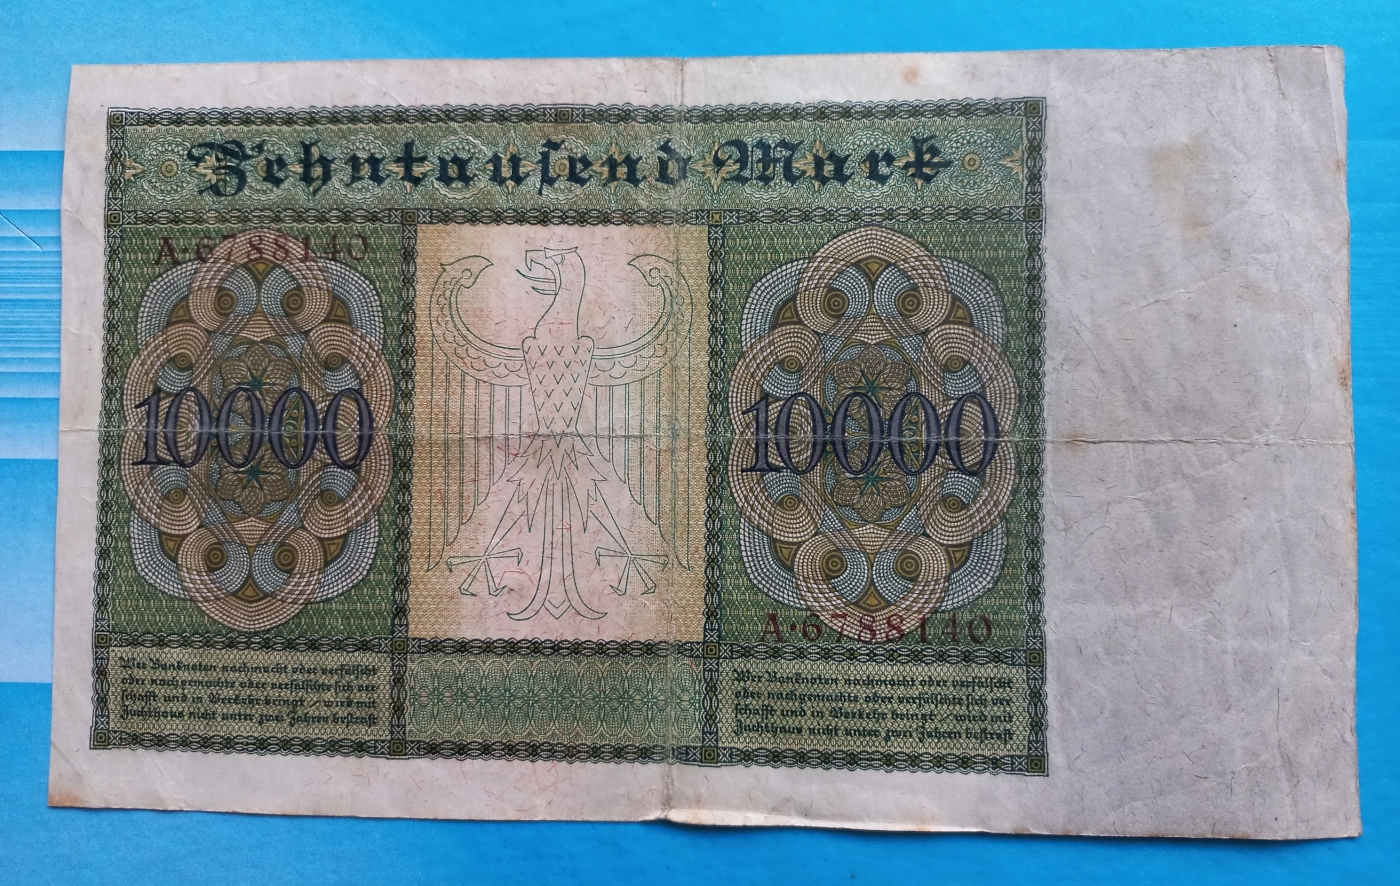 Zehntausend Mark
A·6788140
10000
10000
A·6788140
Wer Banknoten nachmacht oder verfälscht
oder nachgemachte oder verfälschte sich ver-
schafft und in Verkehr bringt, wird mit
Zuchthaus nicht unter zwei Jahren bestraft
Wer Banknoten nachmacht oder verfälscht
oder nachgemachte oder verfälschte sich ver-
schafft und in Verkehr bringt, wird mit
Zuchthaus nicht unter zwei Jahren bestraft